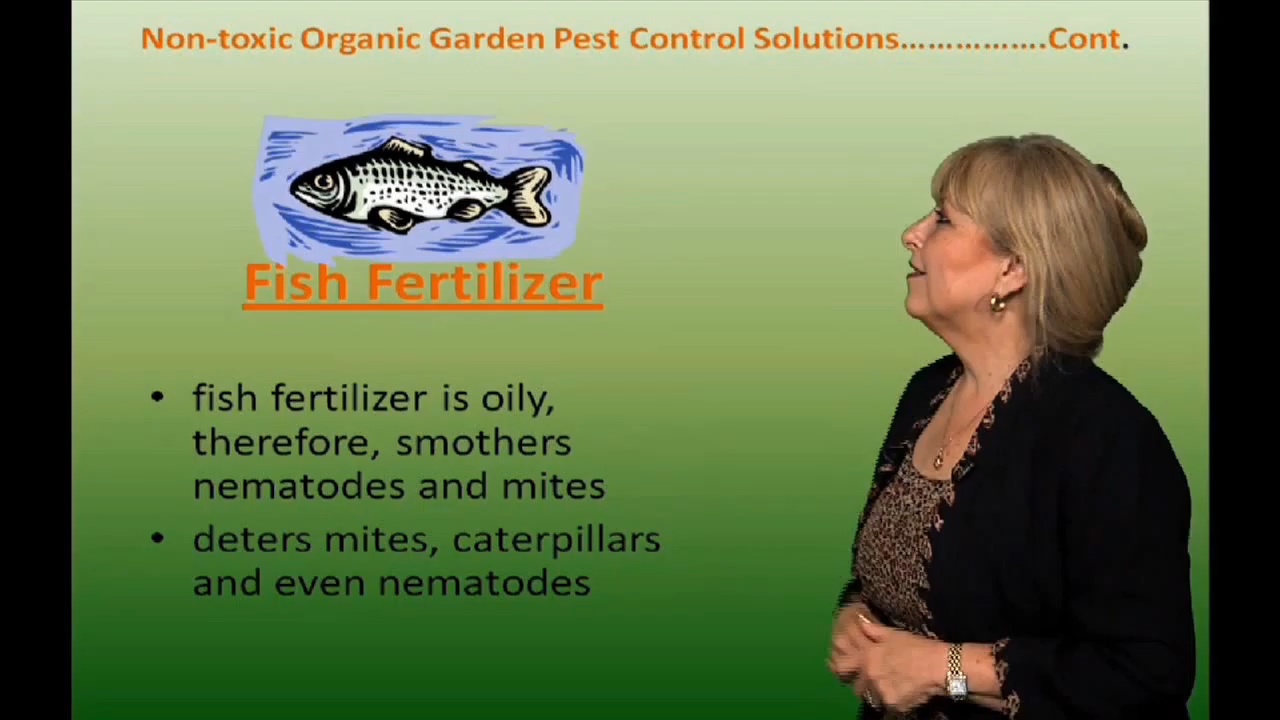 Non-toxic Organic Garden Pest Control Solutions................Cont.
Fish Fertilizer
• fish fertilizer is oily,
therefore, smothers
nematodes and mites
• deters mites, caterpillars
and even nematodes